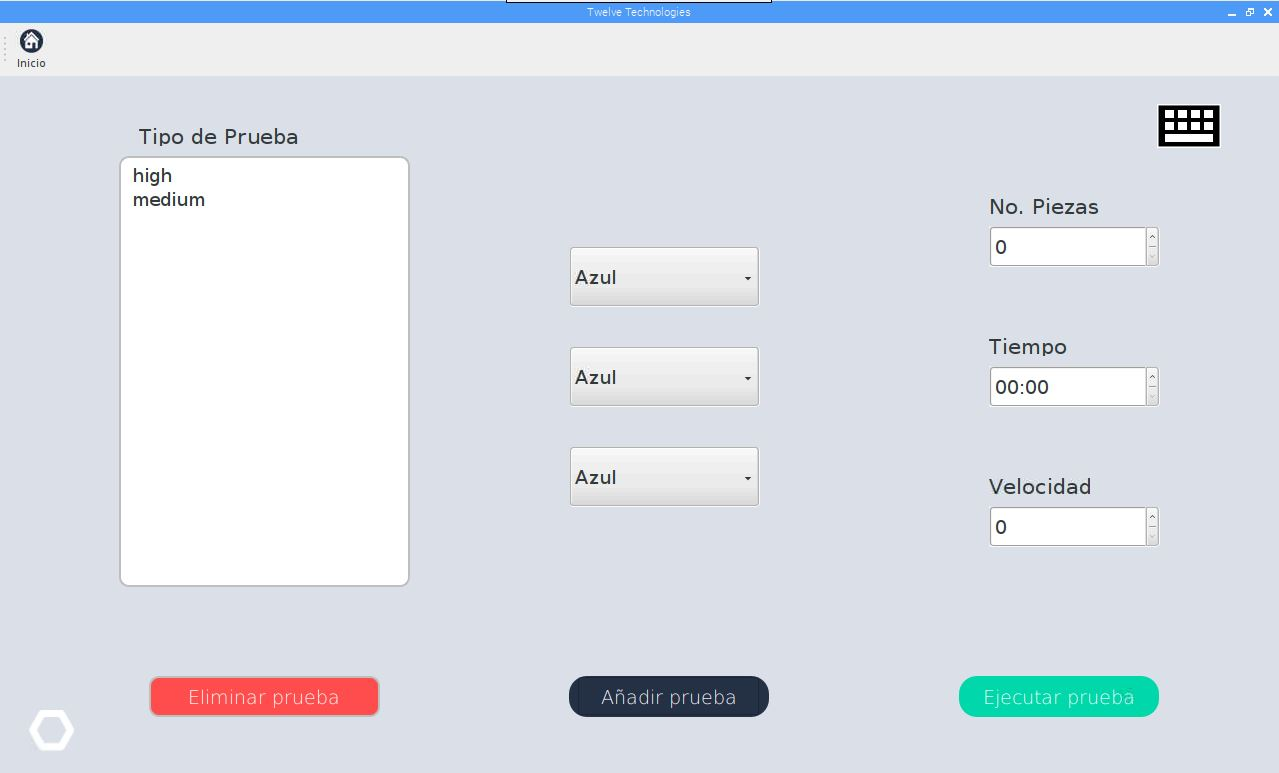 Twelve Technologies
Inicio
Tipo de Prueba
high
medium
Azul
Azul
Azul
No. Piezas
0
Tiempo
00:00
Velocidad
0
Eliminar prueba
Añadir prueba
Ejecutar prueba